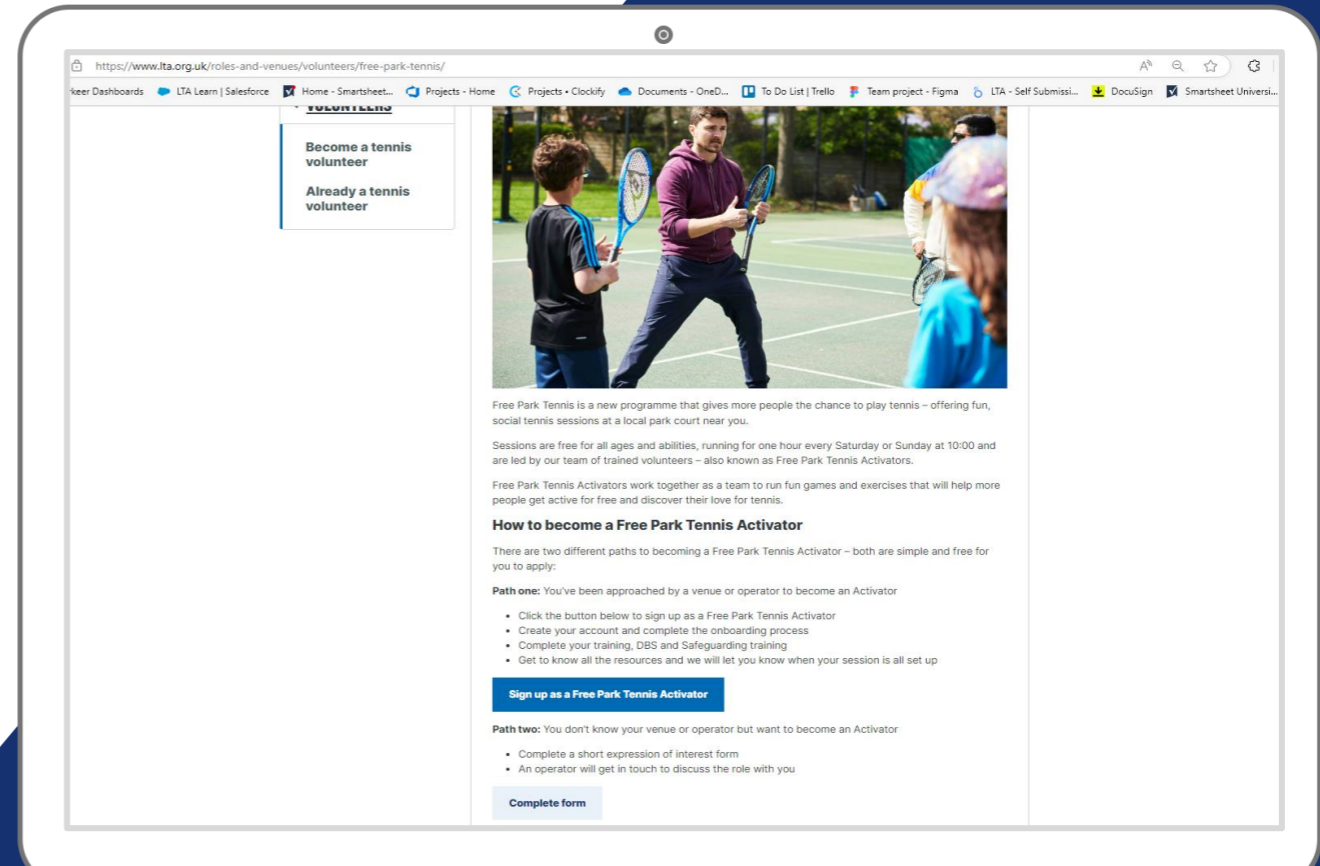 https://www.lta.org.uk/roles-and-venues/volunteers/free-park-tennis/
keer Dashboards LTA Learn | Salesforce Home - Smartsheet... Projects - Home Projects • Clockify Documents - OneD... To Do List | Trello Team project - Figma LTA - Self Submissi... DocuSign Smartsheet Universi...
VOLUNTEERS
Become a tennis
volunteer
Already a tennis
volunteer
Free Park Tennis is a new programme that gives more people the chance to play tennis – offering fun,
social tennis sessions at a local park court near you.
Sessions are free for all ages and abilities, running for one hour every Saturday or Sunday at 10:00 and
are led by our team of trained volunteers – also known as Free Park Tennis Activators.
Free Park Tennis Activators work together as a team to run fun games and exercises that will help more
people get active for free and discover their love for tennis.
How to become a Free Park Tennis Activator
There are two different paths to becoming a Free Park Tennis Activator – both are simple and free for
you to apply:
Path one: You've been approached by a venue or operator to become an Activator
• Click the button below to sign up as a Free Park Tennis Activator
• Create your account and complete the onboarding process
• Complete your training, DBS and Safeguarding training
• Get to know all the resources and we will let you know when your session is all set up
Sign up as a Free Park Tennis Activator
Path two: You don't know your venue or operator but want to become an Activator
• Complete a short expression of interest form
• An operator will get in touch to discuss the role with you
Complete form